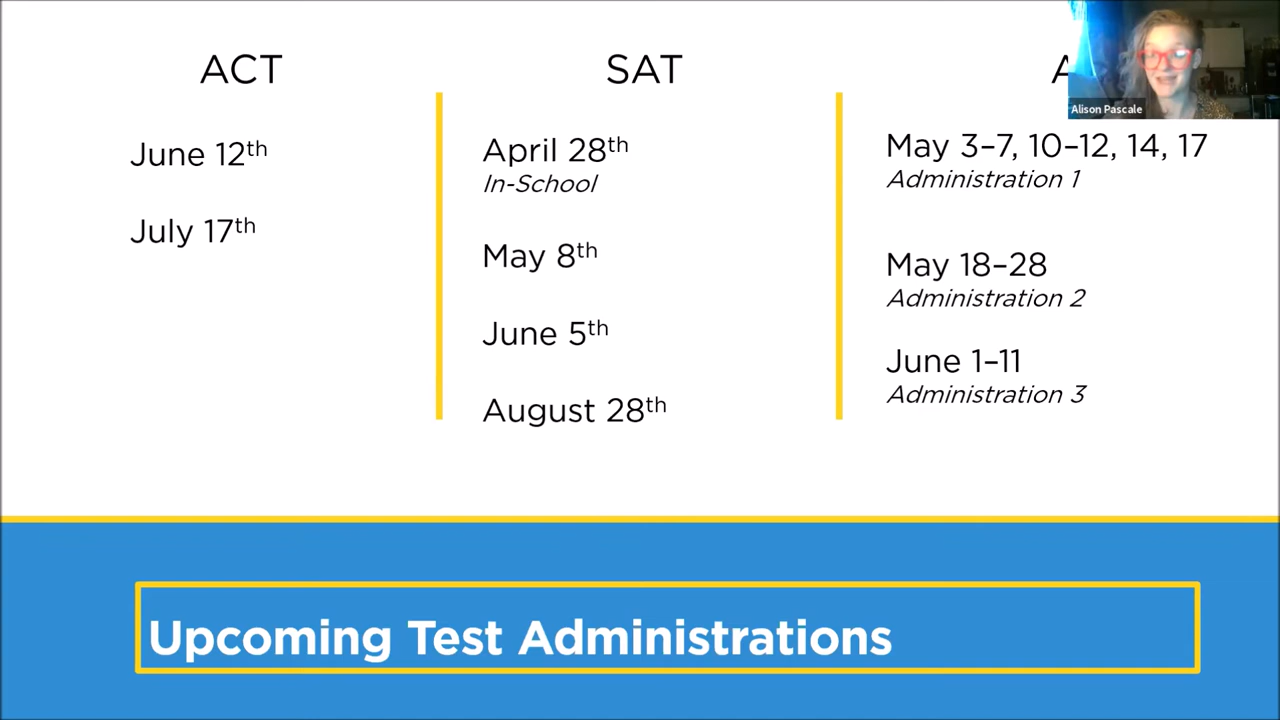 ACT
June 12th
July 17th
SAT
April 28th
In-School
May 8th
June 5th
August 28th
May 3–7, 10–12, 14, 17
Administration 1
May 18–28
Administration 2
June 1–11
Administration 3
Alison Pascale
Upcoming Test Administrations